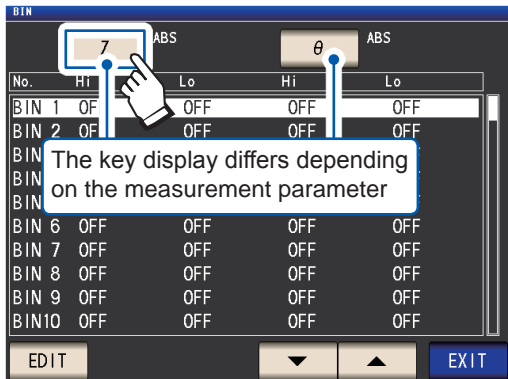 BIN
7 ABS θ ABS
No. Hi Lo Hi Lo
BIN 1 OF OFF OFF OFF
BIN 2 OFF OFF OFF OFF
BIN
The key display differs depending
BIN
on the measurement parameter
BIN
BIN 6 OFF OFF OFF OFF
BIN 7 OFF OFF OFF OFF
BIN 8 OFF OFF OFF OFF
BIN 9 OFF OFF OFF OFF
BIN10 OFF OFF OFF OFF
EDIT EXIT